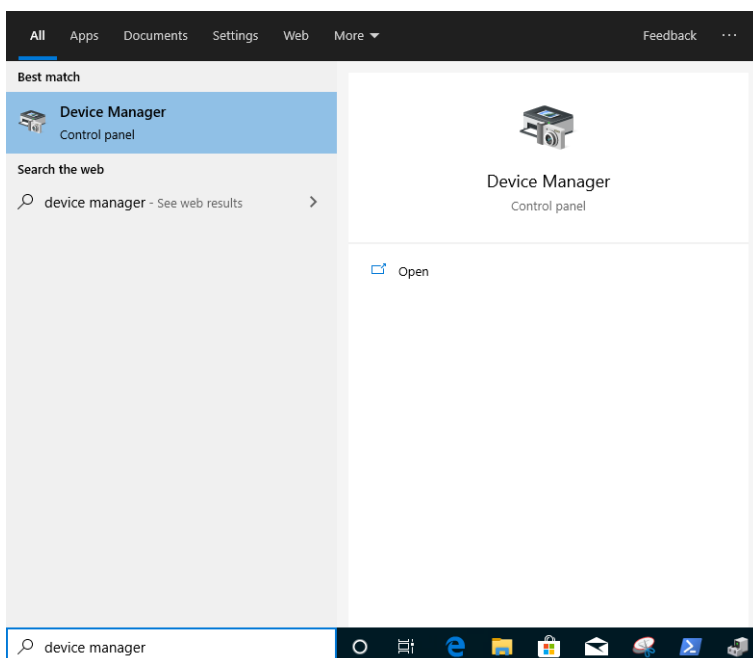 All Apps Documents Settings Web More Feedback ...
Best match
Device Manager
Control panel
Search the web
device manager - See web results
Device Manager
Control panel
Open
device manager